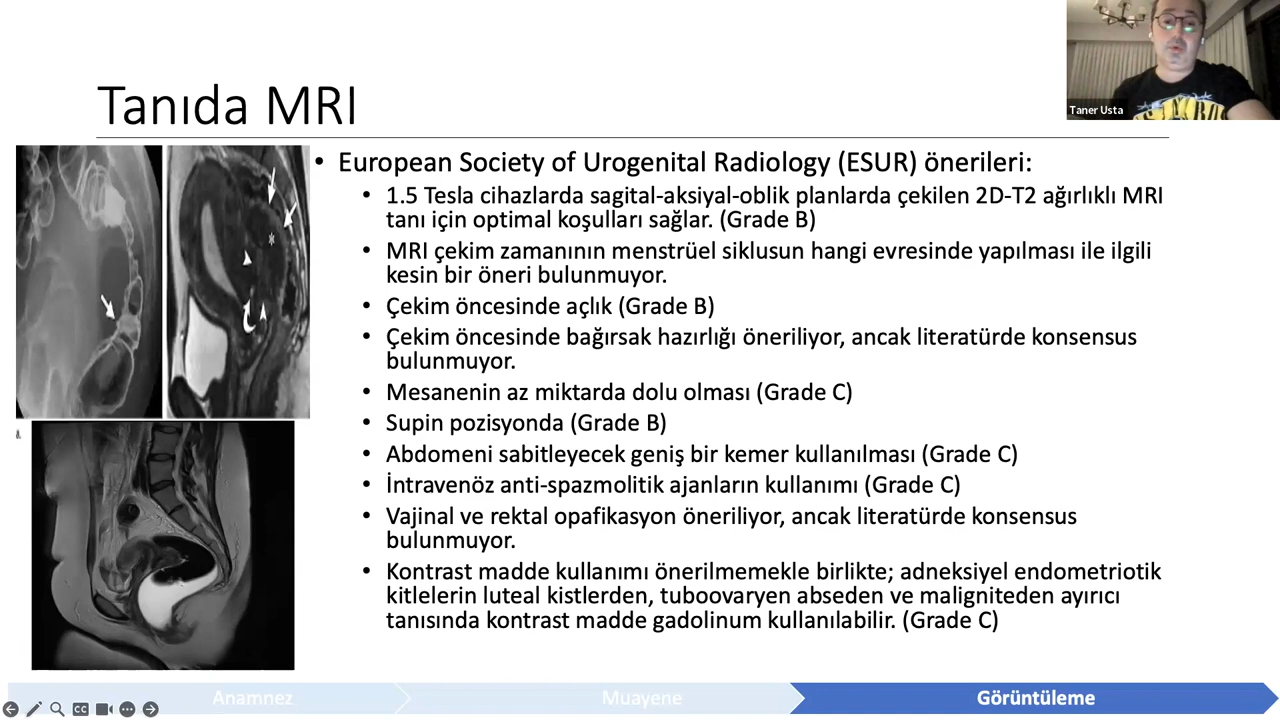 Taner Usta
Tanıda MRI
• European Society of Urogenital Radiology (ESUR) önerileri:
• 1.5 Tesla cihazlarda sagital-aksiyal-oblik planlarda çekilen 2D-T2 ağırlıklı MRI
tanı için optimal koşulları sağlar. (Grade B)
• MRI çekim zamanının menstrüel siklusun hangi evresinde yapılması ile ilgili
kesin bir öneri bulunmuyor.
• Çekim öncesinde açlık (Grade B)
• Çekim öncesinde bağırsak hazırlığı öneriliyor, ancak literatürde konsensus
bulunmuyor.
• Mesanenin az miktarda dolu olması (Grade C)
• Supin pozisyonda (Grade B)
• Abdomeni sabitleyecek geniş bir kemer kullanılması (Grade C)
• İntravenöz anti-spazmolitik ajanların kullanımı (Grade C)
• Vajinal ve rektal opafikasyon öneriliyor, ancak literatürde konsensus
bulunmuyor.
• Kontrast madde kullanımı önerilmemekle birlikte; adneksiyel endometriotik
kitlelerin luteal kistlerden, tuboovaryen abseden ve maligniteden ayırıcı
tanısında kontrast madde gadolinum kullanılabilir. (Grade C)
Anamnez
Muayene
Görüntüleme
CC